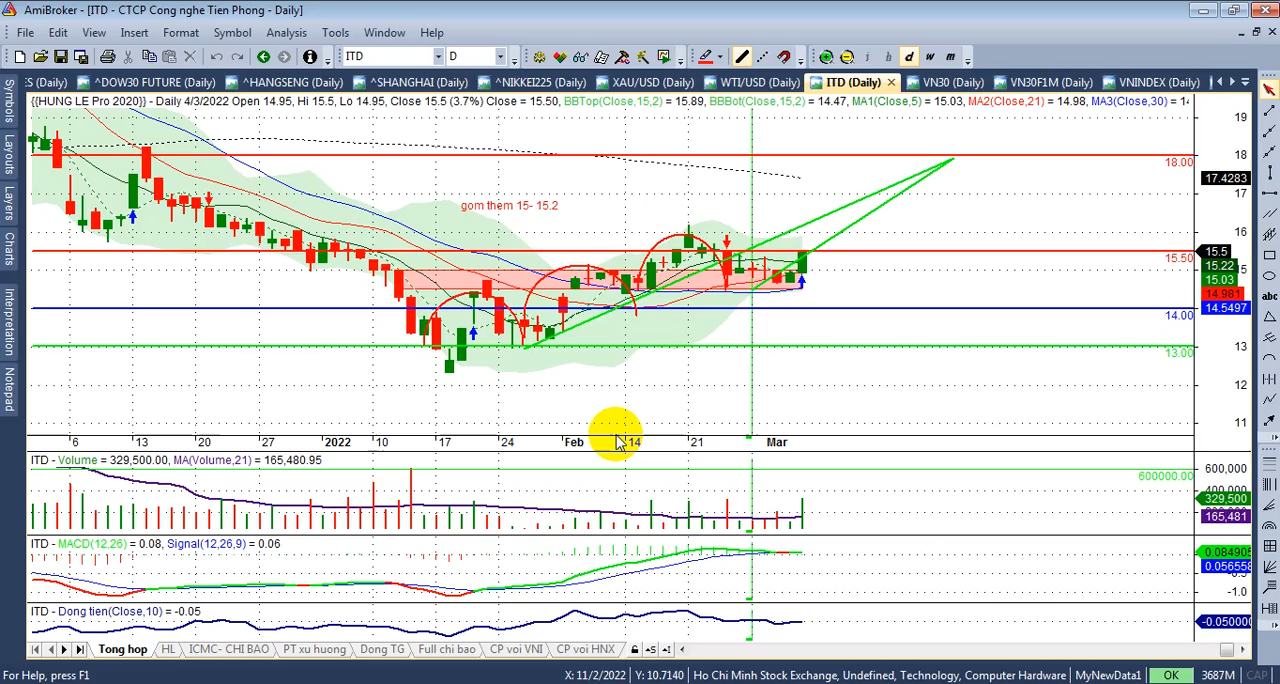 AmiBroker - [ITD - CTCP Cong nghe Tien Phong - Daily]
File Edit View Insert Format Symbol Analysis Tools Window Help
ITD D i h d w m
S (Daily) ^DOW30 FUTURE (Daily) ^HANGSENG (Daily) ^SHANGHAI (Daily) ^NIKKEI225 (Daily) XAU/USD (Daily) WTI/USD (Daily) ITD (Daily) VN30 (Daily) VN30F1M (Daily) VNINDEX (Daily)
{{HUNG LE Pro 2020}} - Daily 4/3/2022 Open 14.95, Hi 15.5, Lo 14.95, Close 15.5 (3.7%) Close = 15.50, BBTop(Close,15,2) = 15.89, BBBot(Close,15,2) = 14.47, MA1(Close,5) = 15.03, MA2(Close,21) = 14.98, MA3(Close,30) = 14
Symbols
Layouts
Layers
Charts
Interpretation
Notepad
abc
19
18
18.00
17.4283
17
gom them 15- 15.2
16
15.5
15.50
15.22
15
15.03
14.981
14.5497
14.00
13
13.00
12
11
6 13 20 27 2022 10 17 24 Feb 14 21 Mar
ITD - Volume = 329,500.00, MA(Volume,21) = 165,480.95
600,000
600000.00
400,000
329,500
165,481
ITD - MACD(12,26) = 0.08, Signal(12,26,9) = 0.06
0.084905
0.056558
-1.0
ITD - Dong tien(Close,10) = -0.05
-0.05000
Tong hop HL ICMC- CHI BAO PT xu huong Dong TG Full chi bao CP voi VNI CP voi HNX
For Help, press F1 X: 11/2/2022 Y: 10.7140 Ho Chi Minh Stock Exchange, Undefined, Technology, Computer Hardware MyNewData1 OK 3687M CAP